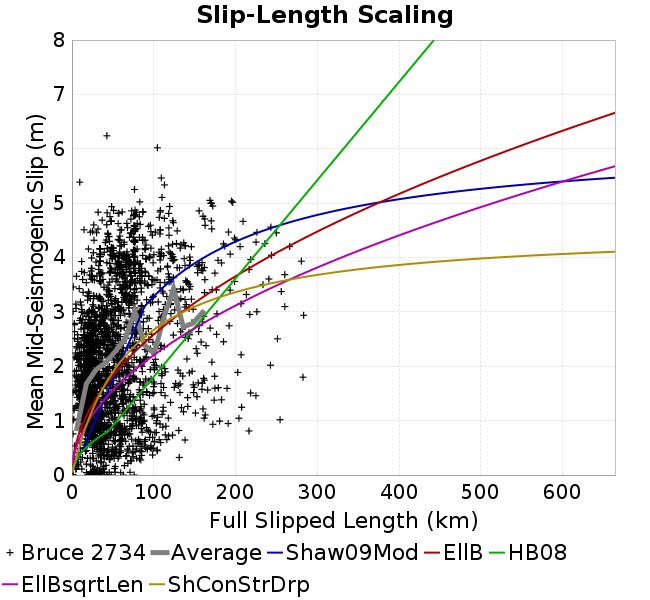 Slip-Length Scaling
Mean Mid-Seismogenic Slip (m)
8
7
6
5
4
3
2
1
0
0 100 200 300 400 500 600
Full Slipped Length (km)
Bruce 2734 Average Shaw09Mod EllB HB08
EllBsqrtLen ShConStrDrp